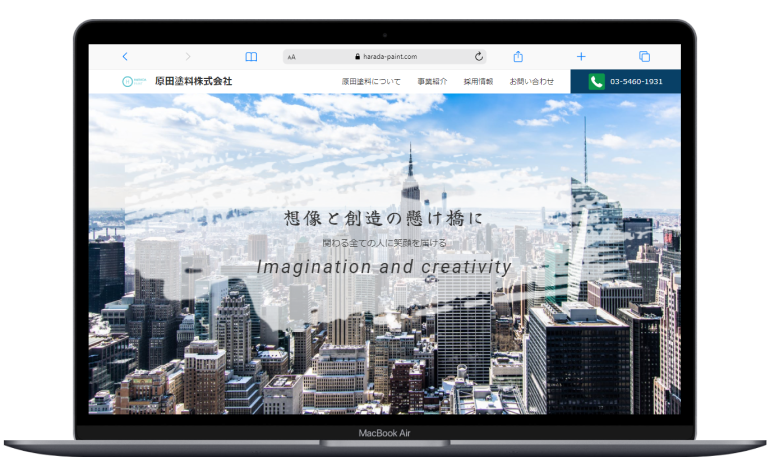 AA
harada-paint.com
原田塗料株式会社
原田塗料について 事業紹介 採用情報 お問い合わせ
03-5460-1931
想像と創造の懸け橋に
関わる全ての人に笑顔を届ける
Imagination and creativity
MacBook Air